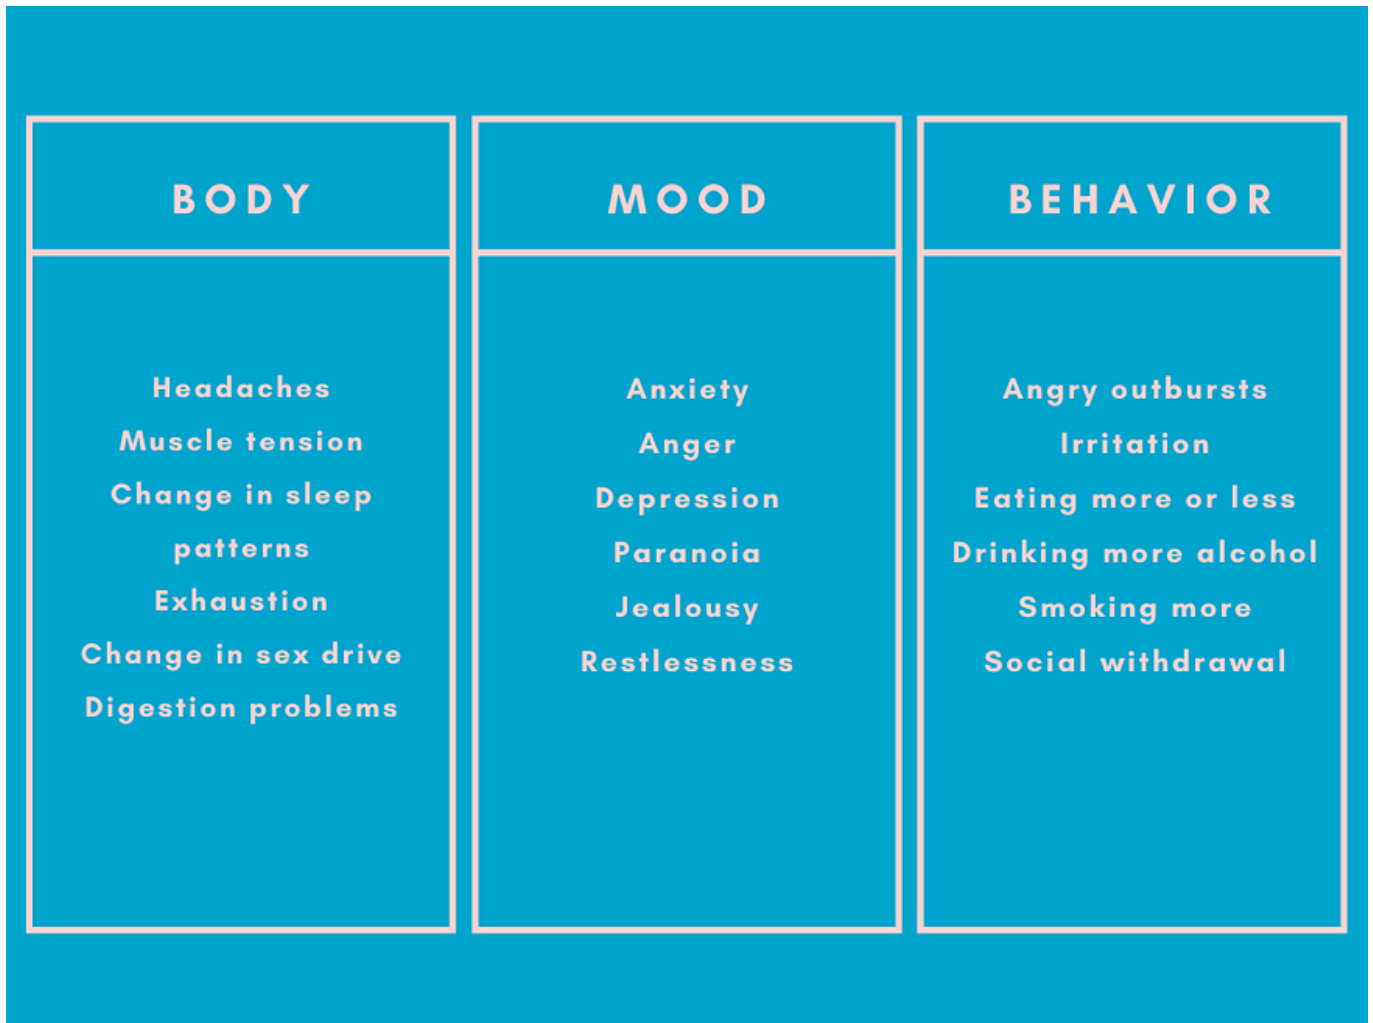 BODY
Headaches
Muscle tension
Change in sleep
patterns
Exhaustion
Change in sex drive
Digestion problems
MOOD
Anxiety
Anger
Depression
Paranoia
Jealousy
Restlessness
BEHAVIOR
Angry outbursts
Irritation
Eating more or less
Drinking more alcohol
Smoking more
Social withdrawal